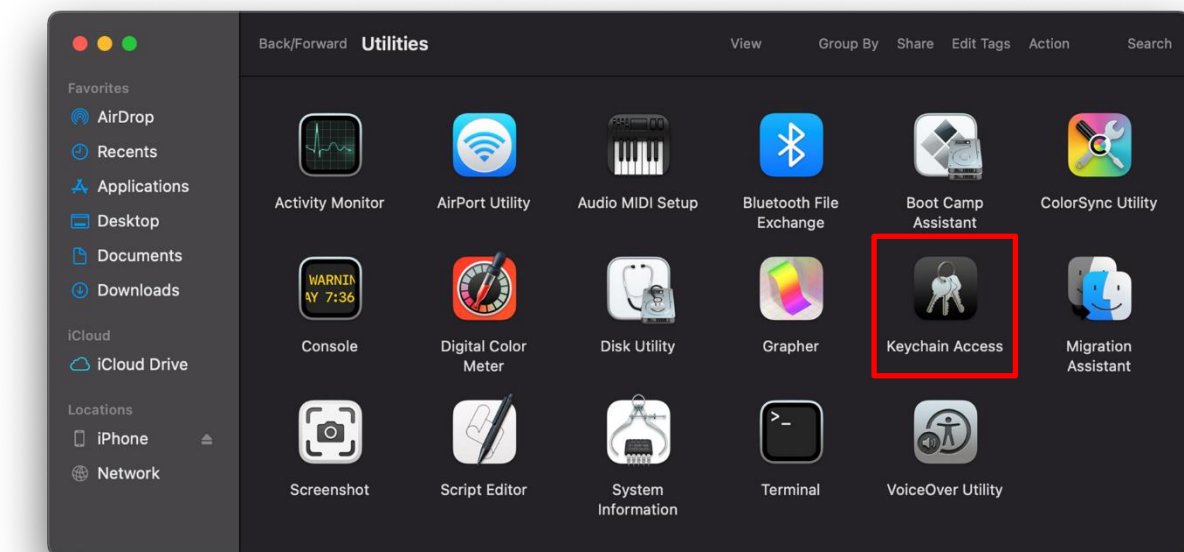 Back/Forward Utilities View Group By Share Edit Tags Action Search
Favorites
AirDrop
Recents
Applications
Desktop
Documents
Downloads
iCloud
iCloud Drive
Locations
iPhone
Network
Activity Monitor
AirPort Utility
Audio MIDI Setup
Bluetooth File
Exchange
Boot Camp
Assistant
ColorSync Utility
WARNIN
AY 7:36
Console
Digital Color
Meter
Disk Utility
Grapher
Keychain Access
Migration
Assistant
Screenshot
Script Editor
System
Information
>_
Terminal
VoiceOver Utility